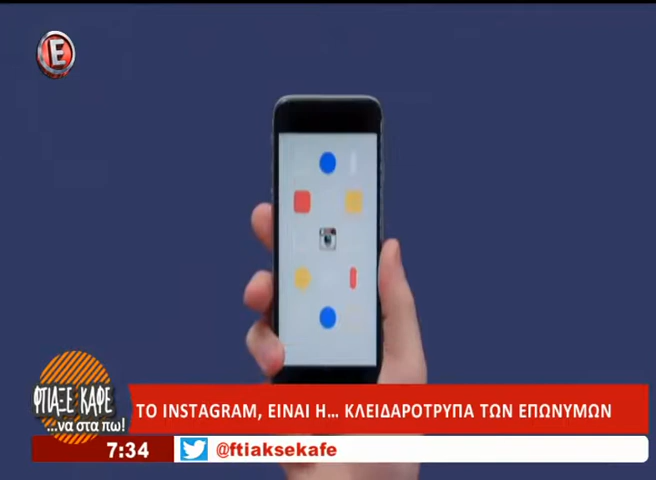 E
ΦΤΙΑΞΕ ΚΑΦΕ
...να στα πω!
ΤΟ INSTAGRAM, ΕΙΝΑΙ Η... ΚΛΕΙΔΑΡΟΤΡΥΠΑ ΤΩΝ ΕΠΩΝΥΜΩΝ
7:34
@ftiaksekafe